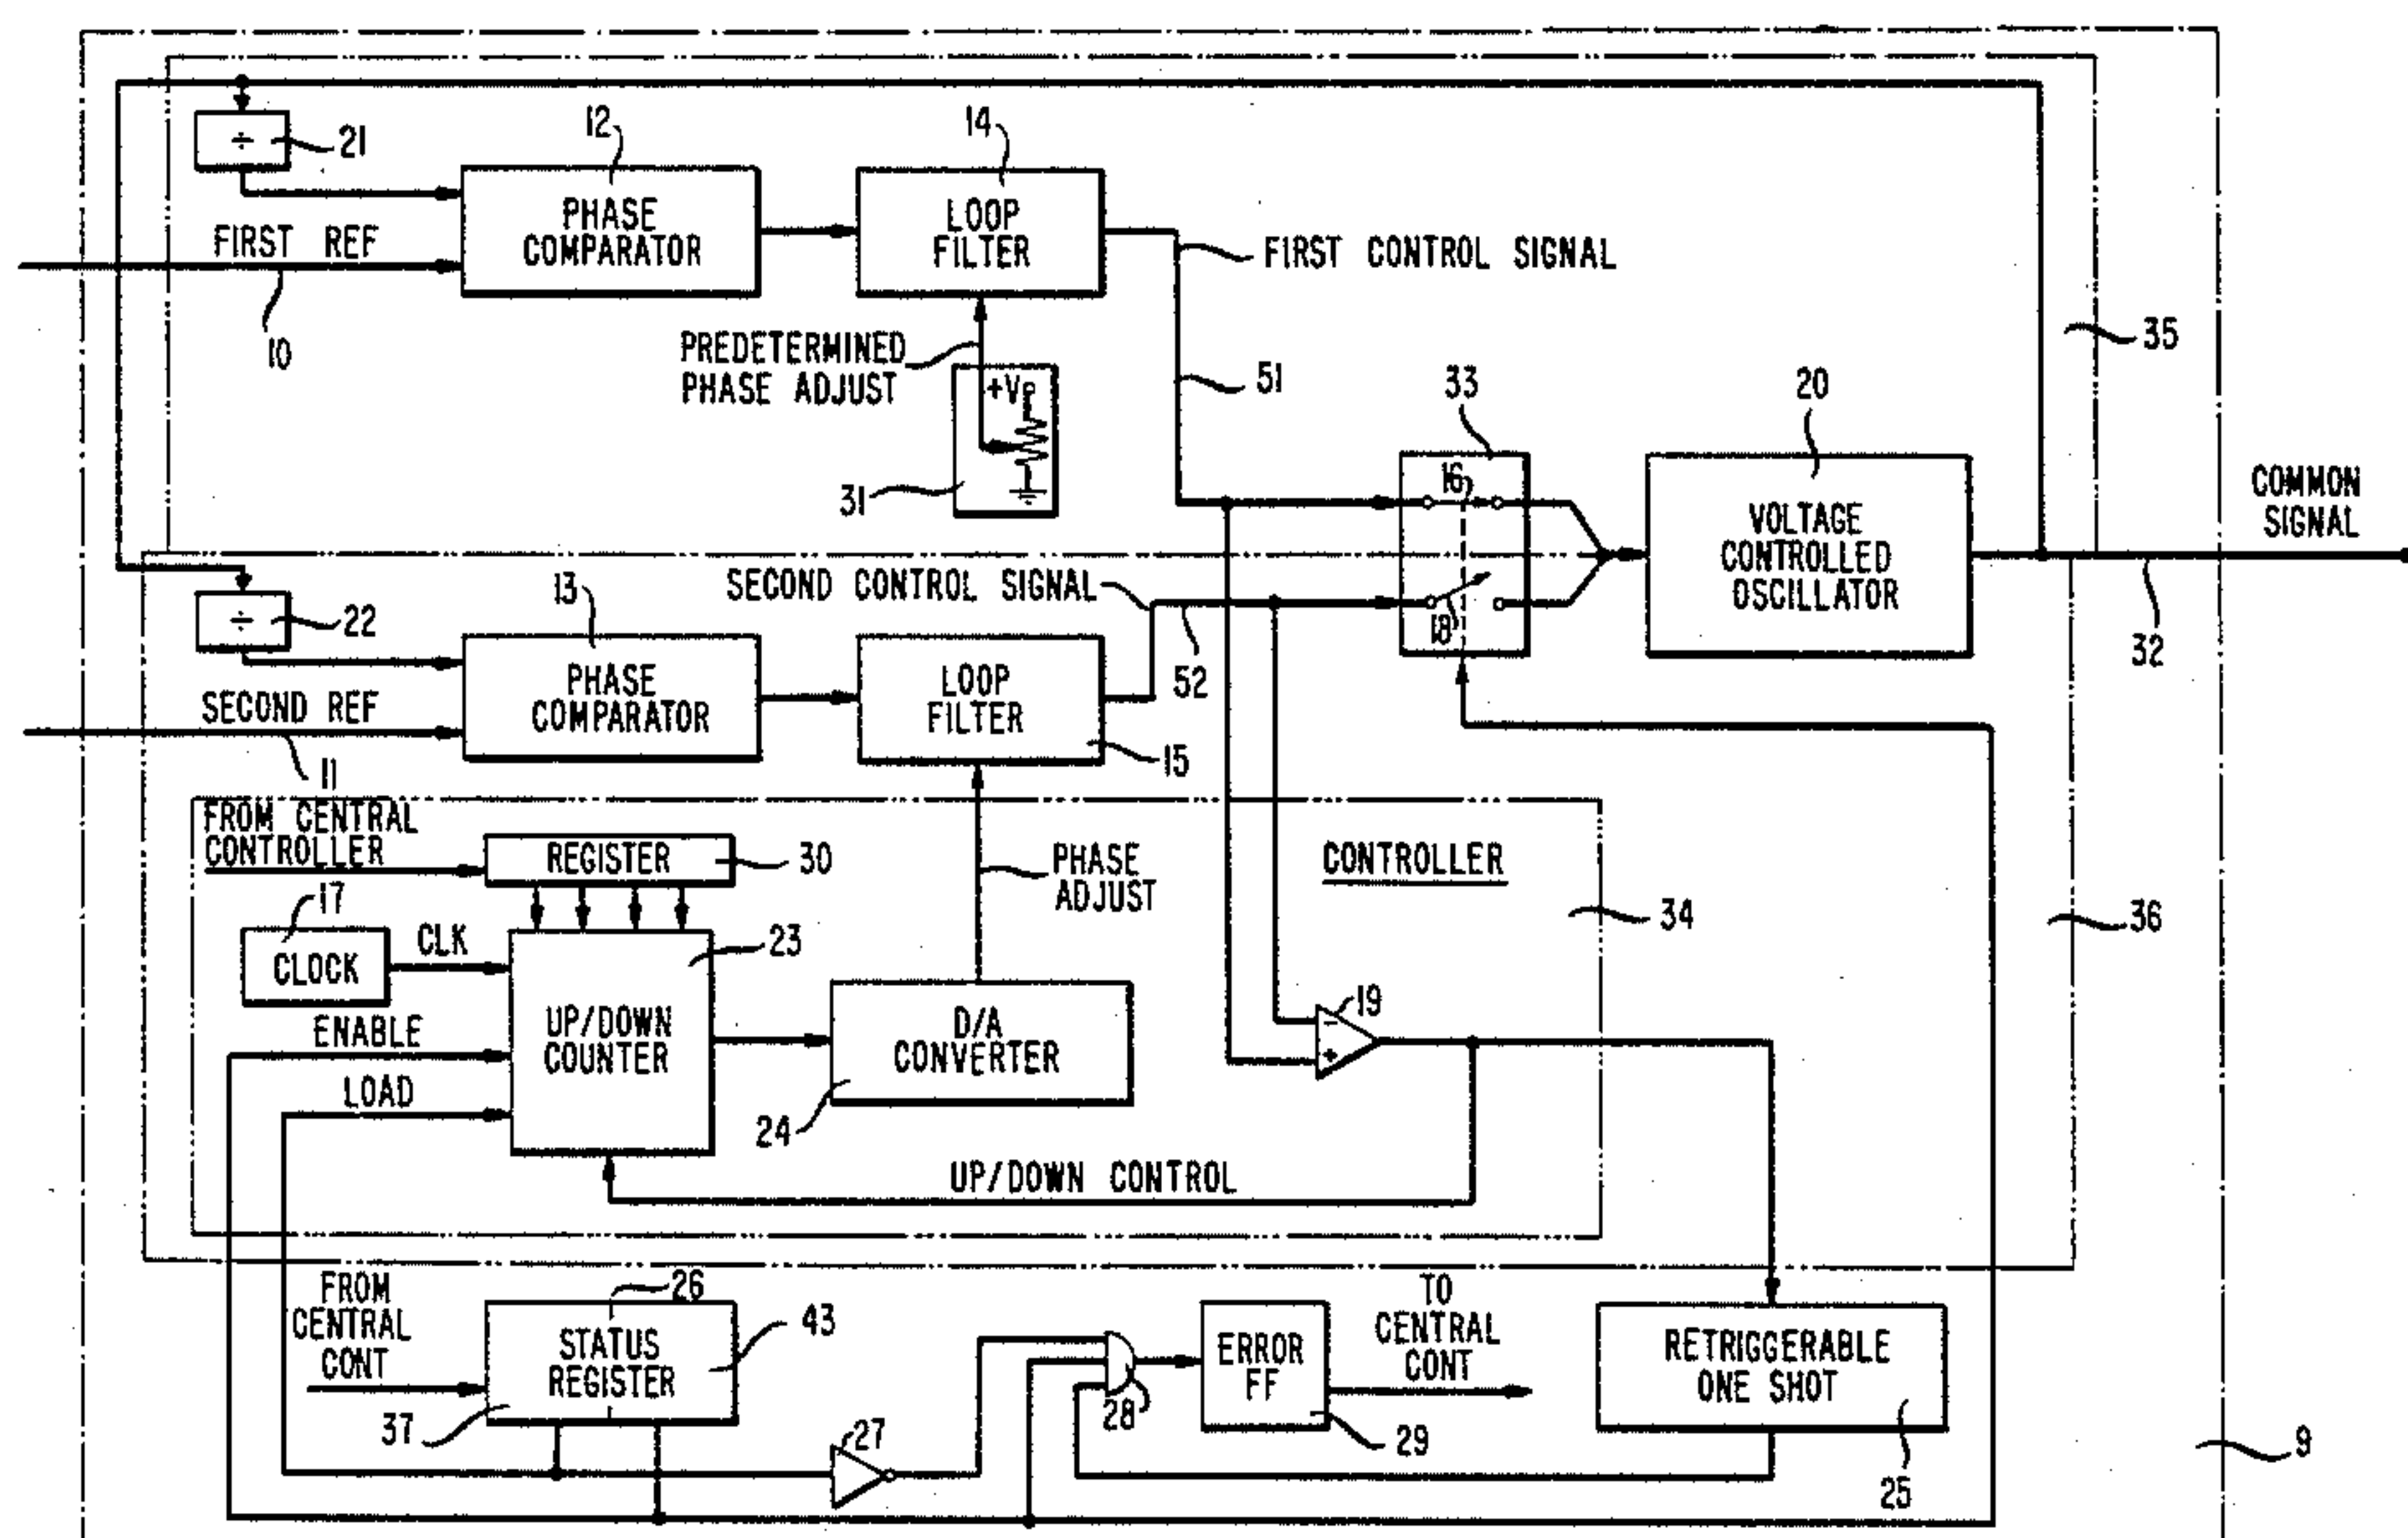 ÷
21
12
14
PHASE
COMPARATOR
LOOP
FILTER
FIRST REF
10
FIRST CONTROL SIGNAL
PREDETERMINED
PHASE ADJUST
+Vp
31
51
33
16
18
20
VOLTAGE
CONTROLLED
OSCILLATOR
35
COMMON
SIGNAL
32
÷
22
13
SECOND CONTROL SIGNAL
52
PHASE
COMPARATOR
LOOP
FILTER
15
SECOND REF
11
FROM CENTRAL
CONTROLLER
REGISTER
30
PHASE
ADJUST
CONTROLLER
34
36
17
CLOCK
CLK
23
UP/DOWN
COUNTER
ENABLE
LOAD
D/A
CONVERTER
24
19
-
+
UP/DOWN CONTROL
FROM
CENTRAL
CONT
26
STATUS
REGISTER
43
37
27
28
ERROR
FF
29
TO
CENTRAL
CONT
RETRIGGERABLE
ONE SHOT
25
9